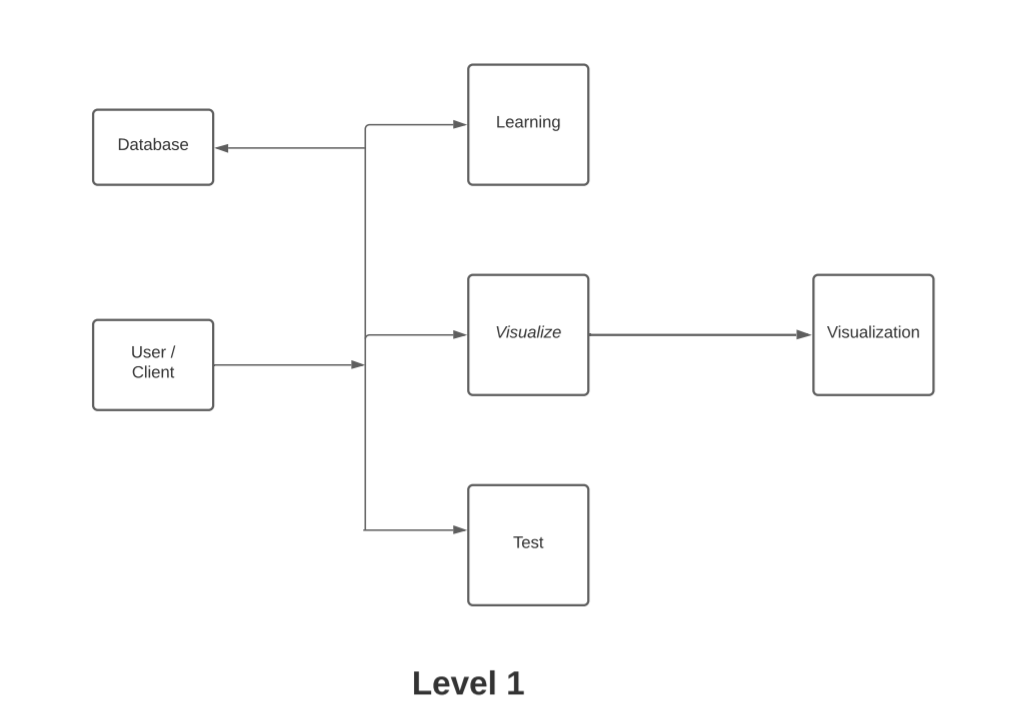 Learning
Database
Visualize
Visualization
User /
Client
Test
Level 1